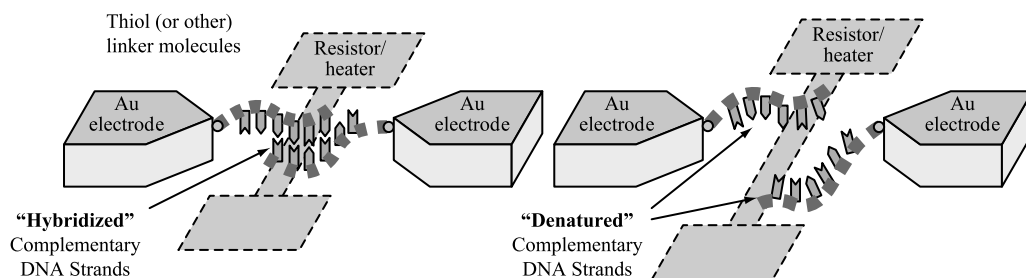 Thiol (or other)
linker molecules
Resistor/
heater
Au
electrode
Au
electrode
"Hybridized"
Complementary
DNA Strands
Resistor/
heater
Au
electrode
Au
electrode
"Denatured"
Complementary
DNA Strands